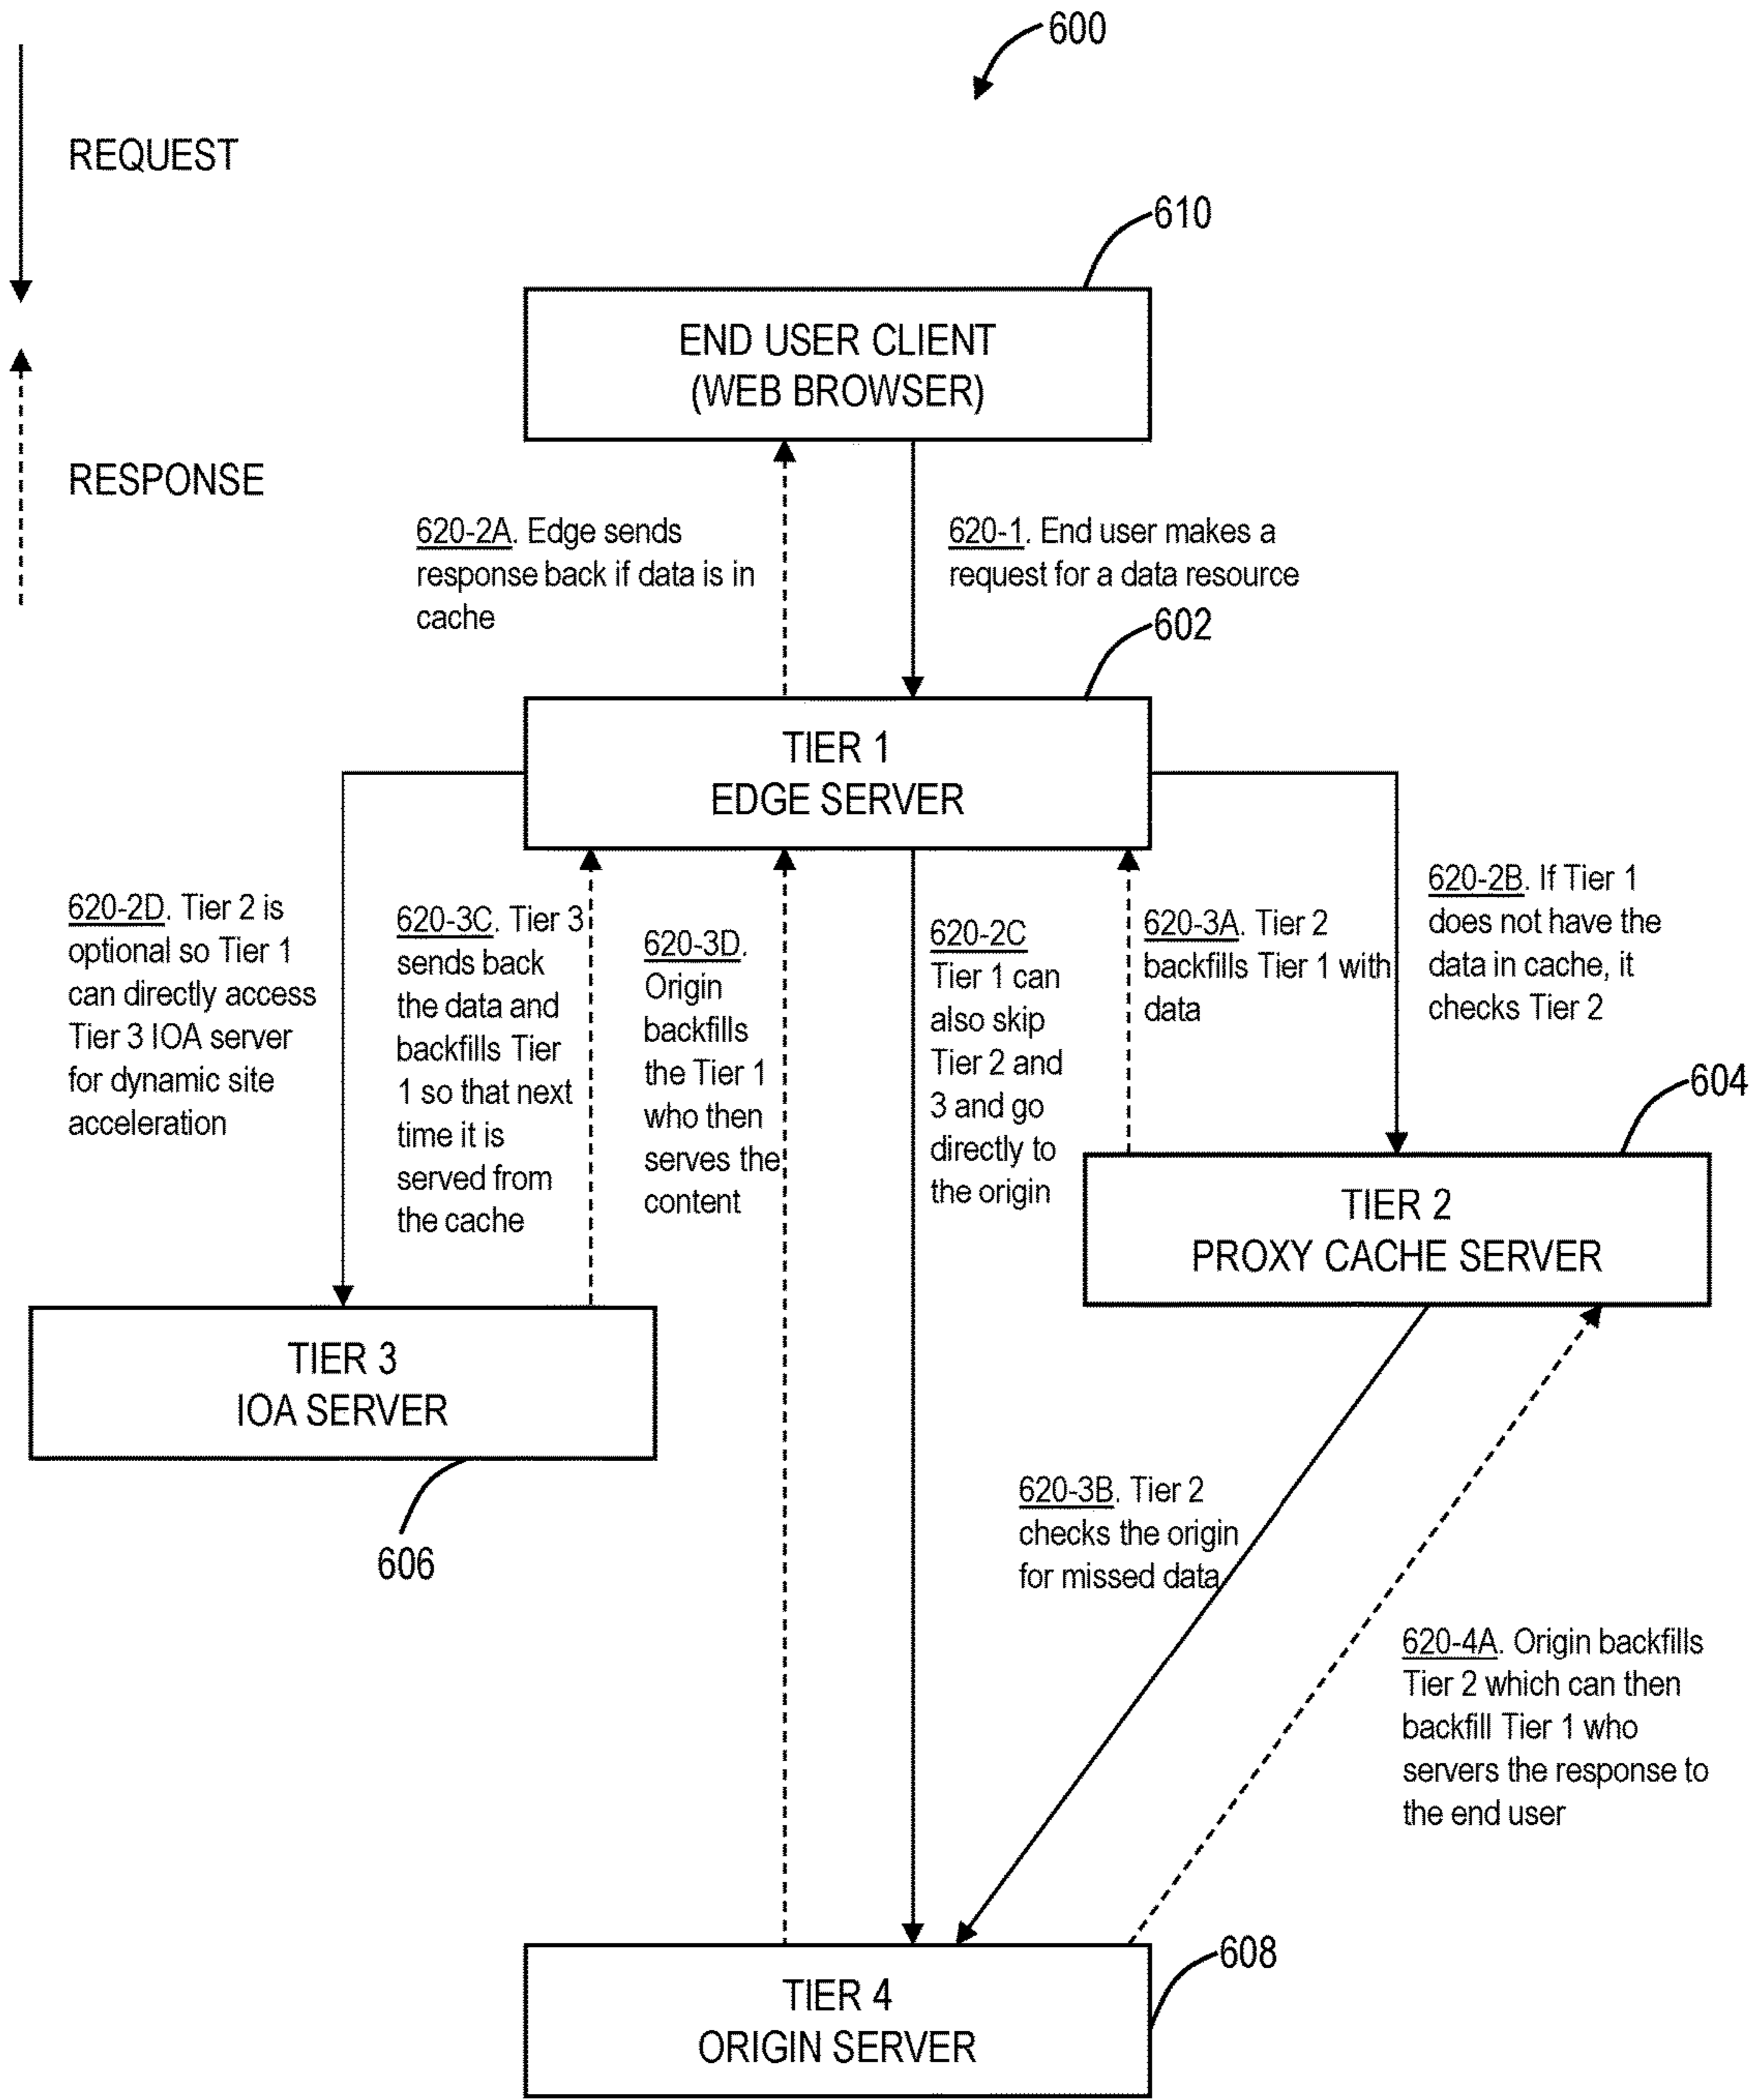 600
REQUEST
610
END USER CLIENT
(WEB BROWSER)
RESPONSE
620-2A. Edge sends
response back if data is in
cache
620-1. End user makes a
request for a data resource
602
TIER 1
EDGE SERVER
620-2D. Tier 2 is
optional so Tier 1
can directly access
Tier 3 IOA server
for dynamic site
acceleration
620-3C. Tier 3
sends back
the data and
backfills Tier
1 so that next
time it is
served from
the cache
620-3D.
Origin
backfills
the Tier 1
who then
serves the
content
620-2C
Tier 1 can
also skip
Tier 2 and
3 and go
directly to
the origin
620-3A. Tier 2
backfills Tier 1 with
data
620-2B. If Tier 1
does not have the
data in cache, it
checks Tier 2
604
TIER 2
PROXY CACHE SERVER
TIER 3
IOA SERVER
606
620-3B. Tier 2
checks the origin
for missed data
620-4A. Origin backfills
Tier 2 which can then
backfill Tier 1 who
servers the response to
the end user
608
TIER 4
ORIGIN SERVER